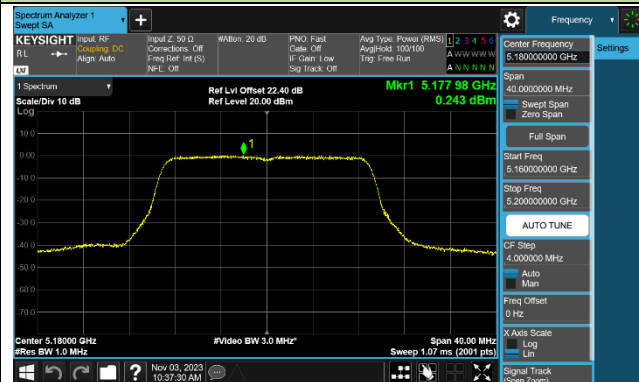 Spectrum Analyzer 1
Swept SA
Frequency
KEYSIGHT
RL
LXI
Input: RF
Coupling: DC
Align: Auto
Input Z: 50 Ω
Corrections: Off
Freq Ref: Int (S)
NFE: Off
#Atten: 20 dB
PNO: Fast
Gate: Off
IF Gain: Low
Sig Track: Off
Avg Type: Power (RMS)
Avg|Hold: 100/100
Trig: Free Run
1 2 3 4 5 6
A W W W W W
A N N N N N
1 Spectrum
Scale/Div 10 dB
Log
Ref Lvl Offset 22.40 dB
Ref Level 20.00 dBm
Mkr1 5.177 98 GHz
0.243 dBm
1
10.0
0.00
-10.0
-20.0
-30.0
-40.0
-50.0
-60.0
-70.0
Center 5.18000 GHz
#Res BW 1.0 MHz
#Video BW 3.0 MHz*
Span 40.00 MHz
Sweep 1.07 ms (2001 pts)
Nov 03, 2023
10:37:30 AM
Center Frequency
5.180000000 GHz
Settings
Span
40.0000000 MHz
Swept Span
Zero Span
Full Span
Start Freq
5.160000000 GHz
Stop Freq
5.200000000 GHz
AUTO TUNE
CF Step
4.000000 MHz
Auto
Man
Freq Offset
0 Hz
X Axis Scale
Log
Lin
Signal Track
(Span Zoom)